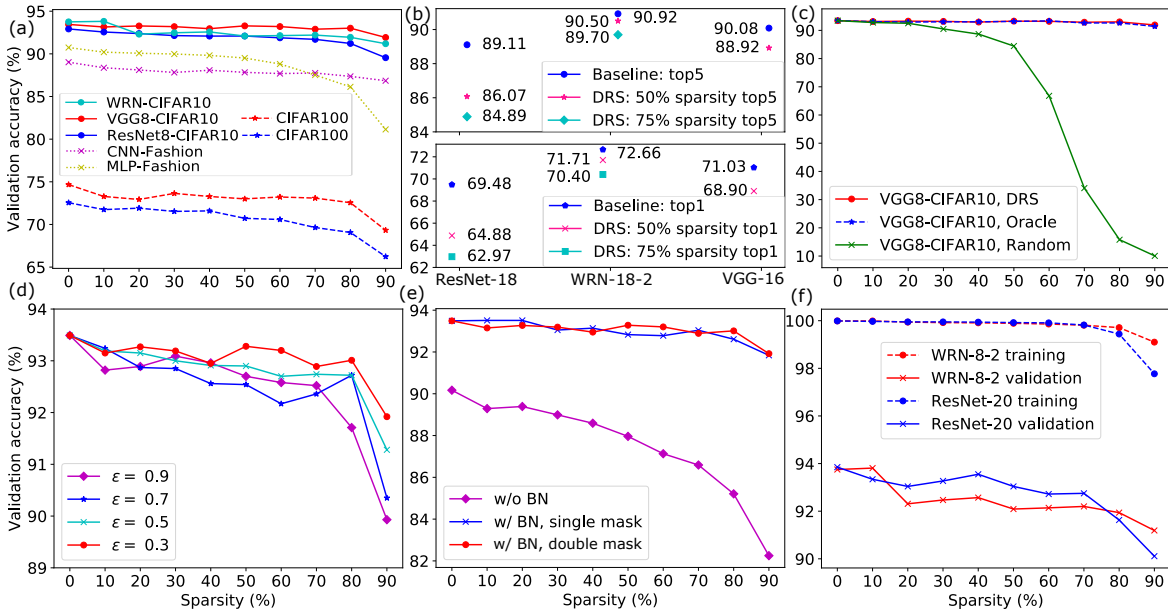 (a)
Validation accuracy (%)
95
90
85
80
75
70
65
WRN-CIFAR10
VGG8-CIFAR10
ResNet8-CIFAR10
CNN-Fashion
MLP-Fashion
CIFAR100
CIFAR100
0 10 20 30 40 50 60 70 80 90
(b)
90
88
86
84
89.11
86.07
84.89
90.50
90.92
89.70
90.08
88.92
Baseline: top5
DRS: 50% sparsity top5
DRS: 75% sparsity top5
72
70
68
66
64
62
69.48
64.88
62.97
71.71
72.66
70.40
71.03
68.90
Baseline: top1
DRS: 50% sparsity top1
DRS: 75% sparsity top1
ResNet-18 WRN-18-2 VGG-16
(c)
90
80
70
60
50
40
30
20
10
VGG8-CIFAR10, DRS
VGG8-CIFAR10, Oracle
VGG8-CIFAR10, Random
0 10 20 30 40 50 60 70 80 90
(d)
Validation accuracy (%)
94
93
92
91
90
89
ε = 0.9
ε = 0.7
ε = 0.5
ε = 0.3
0 10 20 30 40 50 60 70 80 90
Sparsity (%)
(e)
94
92
90
88
86
84
82
w/o BN
w/ BN, single mask
w/ BN, double mask
0 10 20 30 40 50 60 70 80 90
Sparsity (%)
(f)
100
98
96
94
92
90
WRN-8-2 training
WRN-8-2 validation
ResNet-20 training
ResNet-20 validation
0 10 20 30 40 50 60 70 80 90
Sparsity (%)